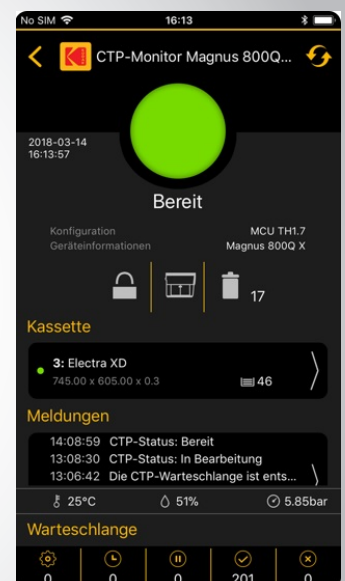 No SIM 16:13
Kodak
CTP-Monitor Magnus 800Q...
2018-03-14
16:13:57
Bereit
Konfiguration MCU TH1.7
Geräteinformationen Magnus 800Q X
17
Kassette
3: Electra XD
745.00 x 605.00 x 0.3 46
Meldungen
14:08:59 CTP-Status: Bereit
13:08:30 CTP-Status: In Bearbeitung
13:06:42 Die CTP-Warteschlange ist ents...
25°C 51% 5.85bar
Warteschlange
0 0 0 201 0